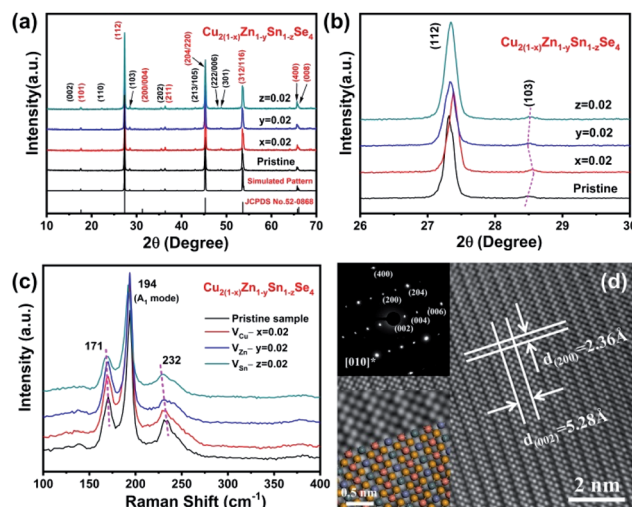 (a)
Cu2(1-x)Zn1-ySn1-zSe4
(112)
(204/220)
(002)
(101)
(110)
(103)
(200/004)
(202)
(211)
(213/105)
(222/006)
(301)
(312/116)
(400)
(008)
z=0.02
y=0.02
x=0.02
Pristine
Simulated Pattern
JCPDS No.52-0868
Intensity(a.u.)
10 20 30 40 50 60 70
2θ (Degree)
(b)
Cu2(1-x)Zn1-ySn1-zSe4
(112)
(103)
z=0.02
y=0.02
x=0.02
Pristine
Intensity(a.u.)
26 27 28 29 30
2θ (Degree)
(c)
194
(A1 mode)
Cu2(1-x)Zn1-ySn1-zSe4
Pristine sample
VCu– x=0.02
VZn– y=0.02
VSn– z=0.02
171
232
Intensity (a.u.)
100 150 200 250 300 350 400
Raman Shift (cm-1)
(d)
(400)
(204)
(200)
(006)
(004)
(002)
[010]*
d(200)=2.36Å
d(002)=5.28Å
0.5 nm
2 nm